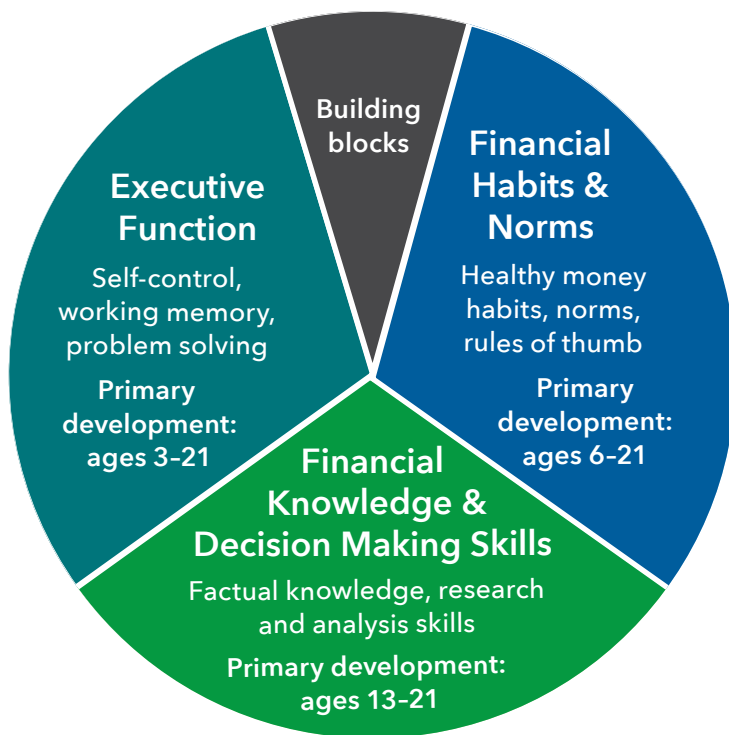 Building
blocks
Executive
Function
Self-control,
working memory,
problem solving
Primary
development:
ages 3–21
Financial
Habits &
Norms
Healthy money
habits, norms,
rules of thumb
Primary
development:
ages 6–21
Financial
Knowledge &
Decision Making Skills
Factual knowledge, research
and analysis skills
Primary development:
ages 13–21